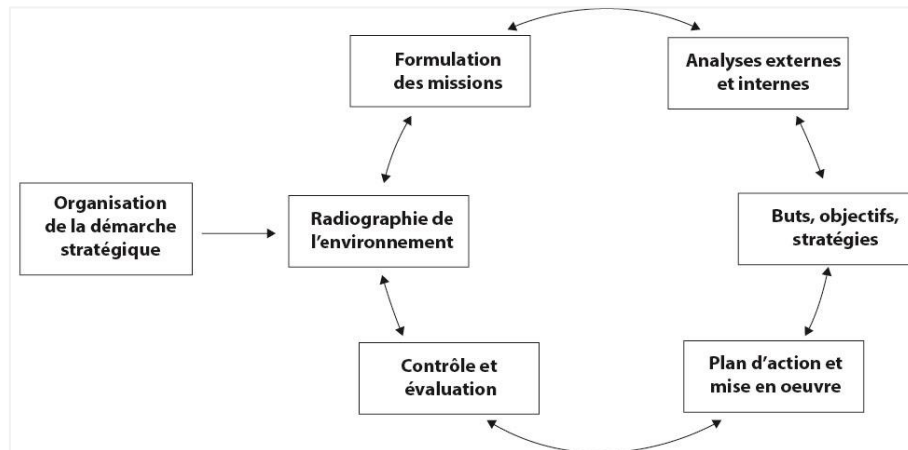 Formulation
des missions
Analyses externes
et internes
Organisation
de la démarche
stratégique
Radiographie de
l'environnement
Buts, objectifs,
stratégies
Contrôle et
évaluation
Plan d'action et
mise en oeuvre